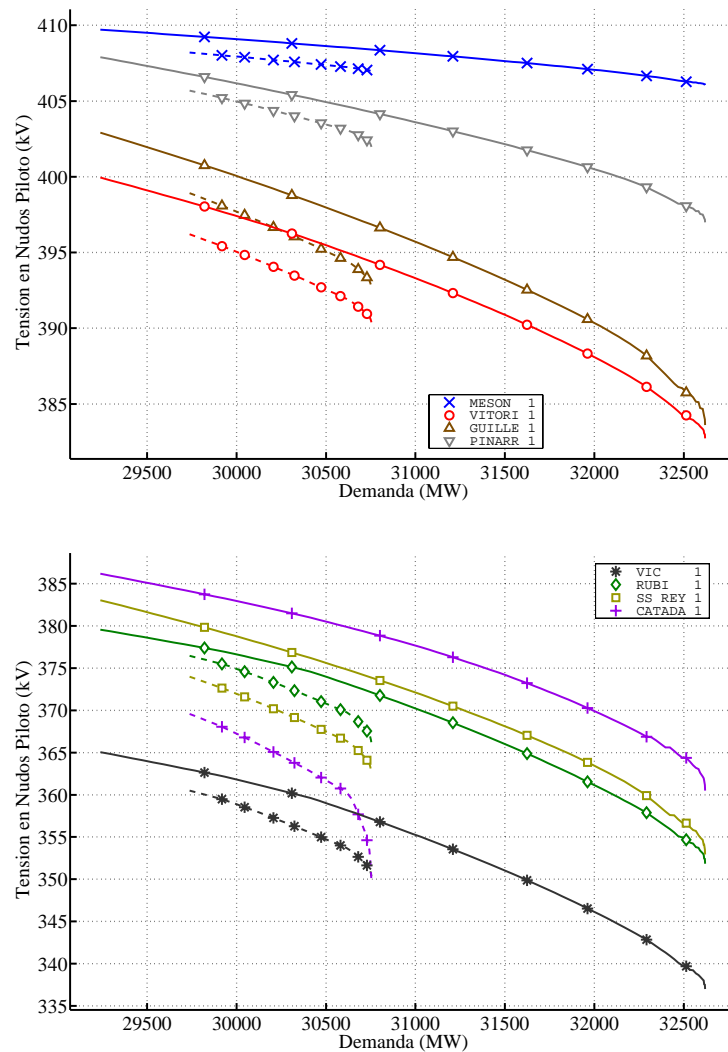 Tension en Nudos Piloto (kV)
410
405
400
395
390
385
MESON 1
VITORI 1
GUILLE 1
PINARR 1
29500 30000 30500 31000 31500 32000 32500
Demanda (MW)
Tension en Nudos Piloto (kV)
385
380
375
370
365
360
355
350
345
340
335
VIC 1
RUBI 1
SS REY 1
CATADA 1
29500 30000 30500 31000 31500 32000 32500
Demanda (MW)